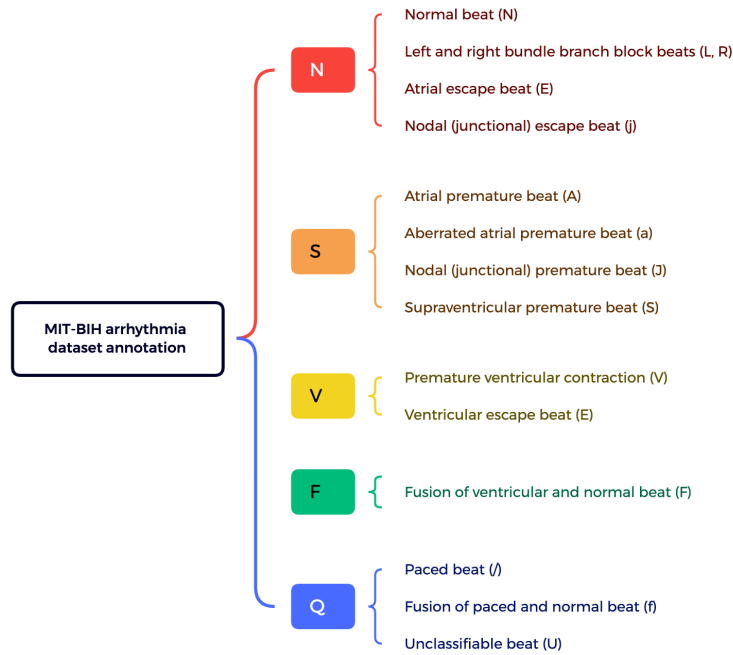 MIT-BIH arrhythmia
dataset annotation
N
Normal beat (N)
Left and right bundle branch block beats (L, R)
Atrial escape beat (E)
Nodal (junctional) escape beat (j)
S
Atrial premature beat (A)
Aberrated atrial premature beat (a)
Nodal (junctional) premature beat (J)
Supraventricular premature beat (S)
V
Premature ventricular contraction (V)
Ventricular escape beat (E)
F
Fusion of ventricular and normal beat (F)
Q
Paced beat (/)
Fusion of paced and normal beat (f)
Unclassifiable beat (U)